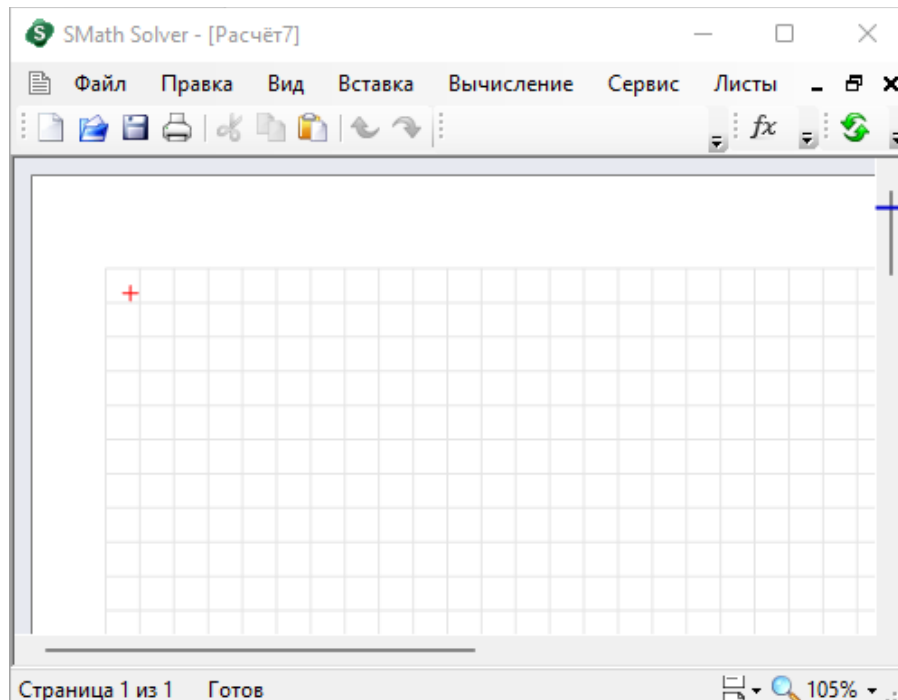 SMath Solver - [Расчёт7]
Файл Правка Вид Вставка Вычисление Сервис Листы
fx
Страница 1 из 1 Готов 105%